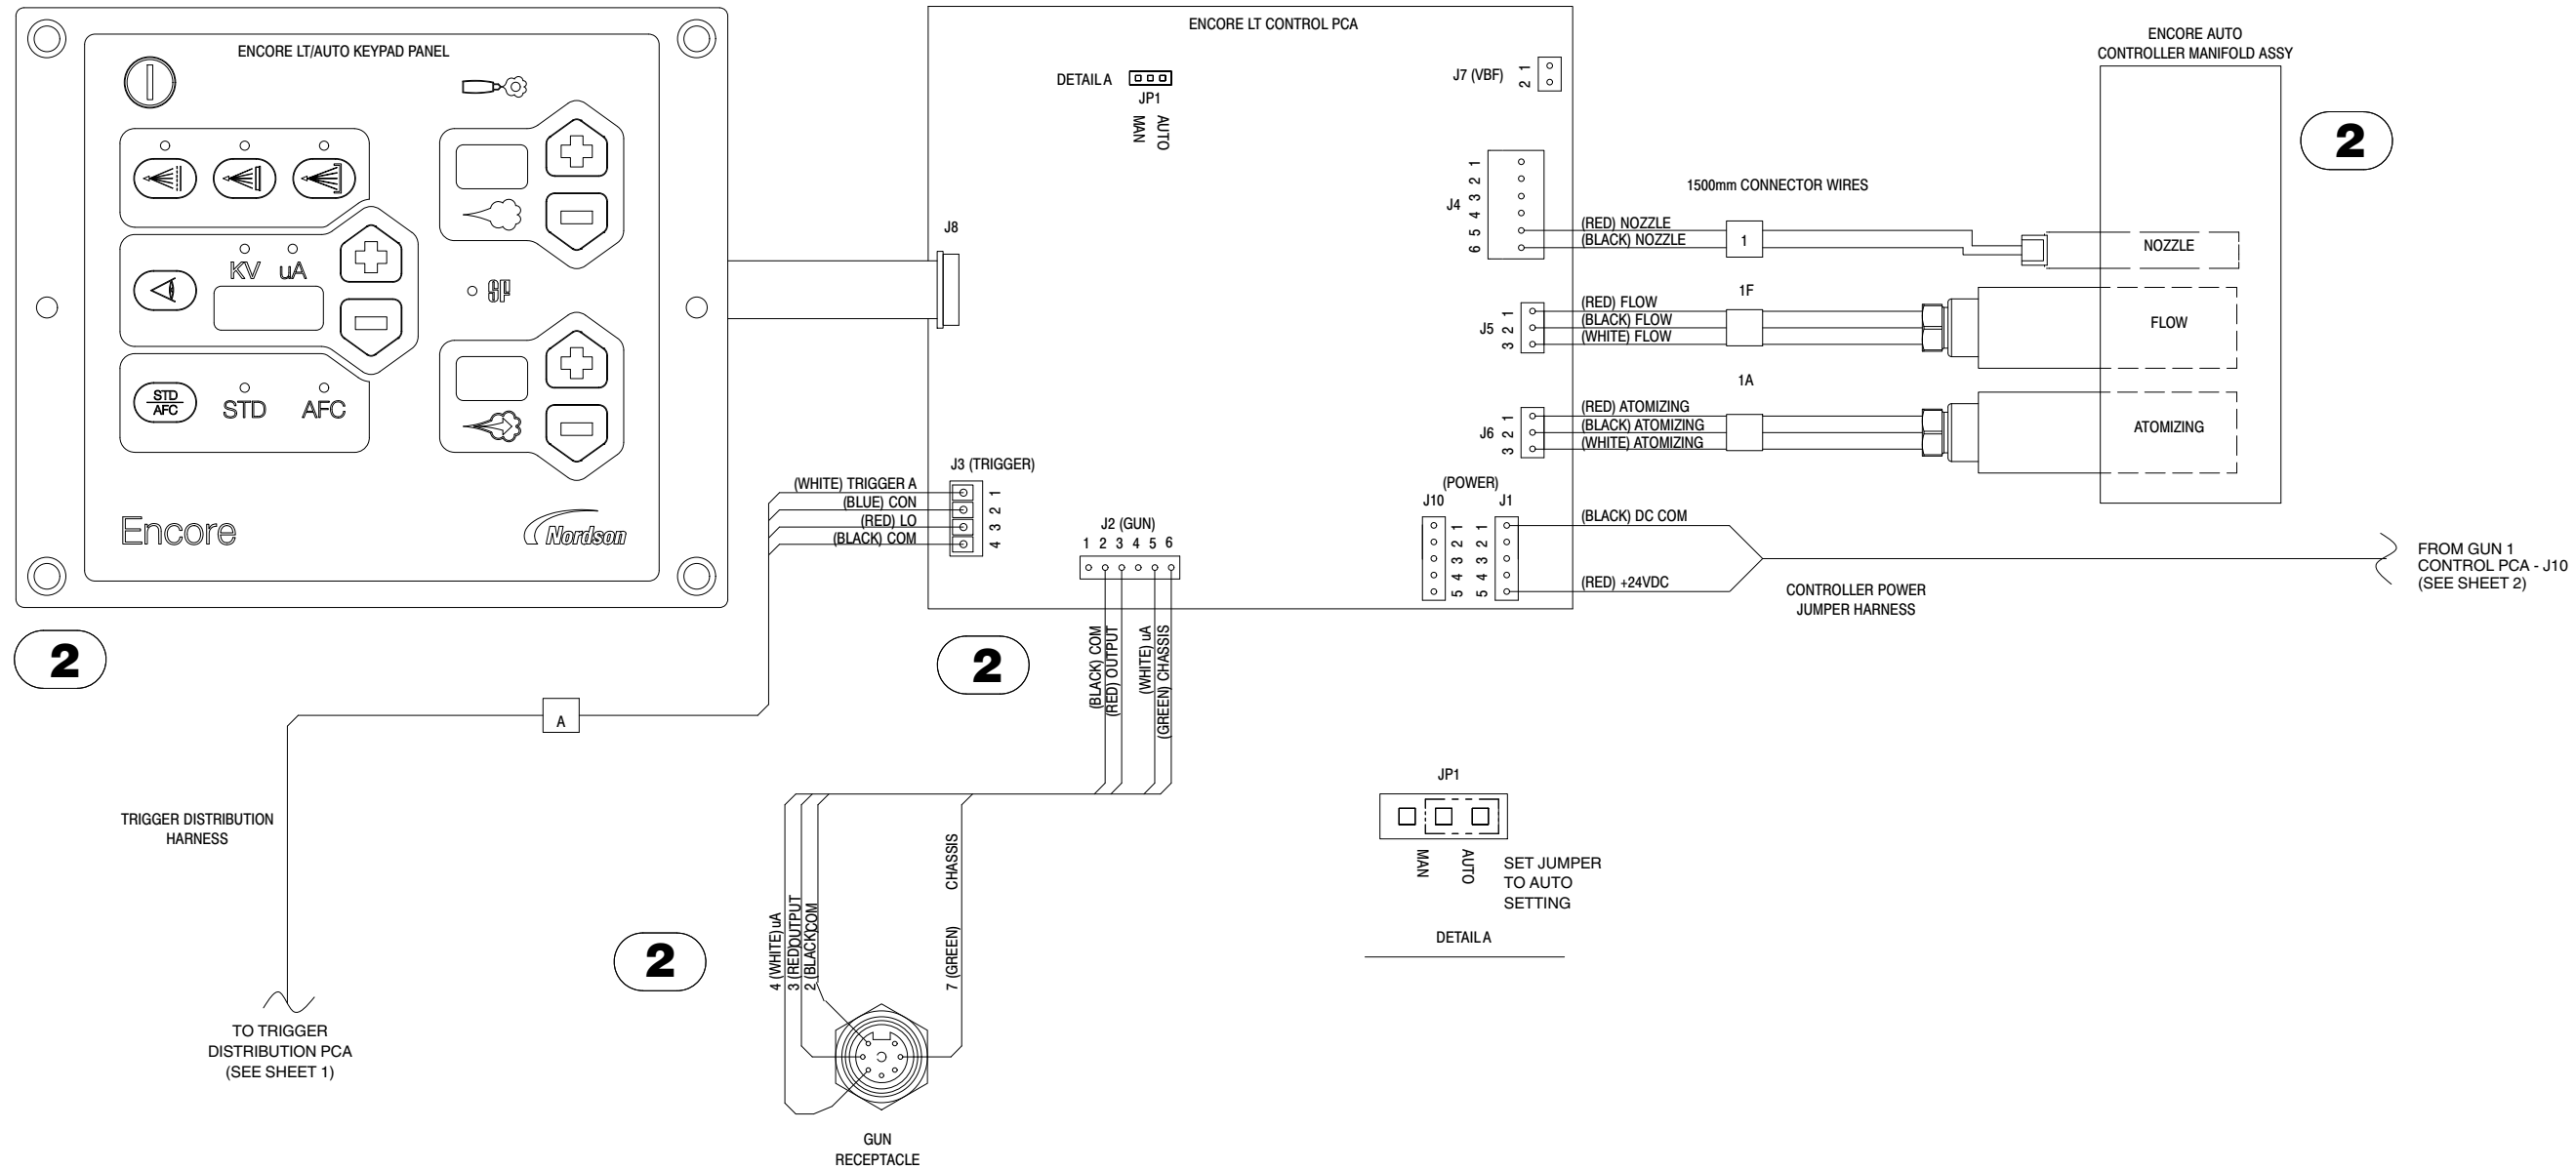 ENCORE LT/AUTO KEYPAD PANEL
KV uA
STD
AFC
STD AFC
SP
Encore
Nordson
2
ENCORE LT CONTROL PCA
DETAIL A
JP1
MAN
AUTO
J7 (VBF)
1
2
J8
J4
1
2
3
4
5
6
1500mm CONNECTOR WIRES
(RED) NOZZLE
(BLACK) NOZZLE
1
J5
1
2
3
1F
(RED) FLOW
(BLACK) FLOW
(WHITE) FLOW
J6
1
2
3
1A
(RED) ATOMIZING
(BLACK) ATOMIZING
(WHITE) ATOMIZING
ENCORE AUTO
CONTROLLER MANIFOLD ASSY
NOZZLE
FLOW
ATOMIZING
2
J3 (TRIGGER)
(WHITE) TRIGGER A
(BLUE) CON
(RED) LO
(BLACK) COM
1
2
3
4
J2 (GUN)
1 2 3 4 5 6
(POWER)
J10
J1
1
2
3
4
5
1
2
3
4
5
(BLACK) DC COM
(RED) +24VDC
CONTROLLER POWER
JUMPER HARNESS
FROM GUN 1
CONTROL PCA - J10
(SEE SHEET 2)
2
(BLACK) COM
(RED) OUTPUT
(WHITE) uA
(GREEN) CHASSIS
A
TRIGGER DISTRIBUTION
HARNESS
TO TRIGGER
DISTRIBUTION PCA
(SEE SHEET 1)
2
4 (WHITE) uA
3 (RED)OUTPUT
2 (BLACK)COM
7 (GREEN) CHASSIS
GUN
RECEPTACLE
JP1
MAN
AUTO
SET JUMPER
TO AUTO
SETTING
DETAIL A